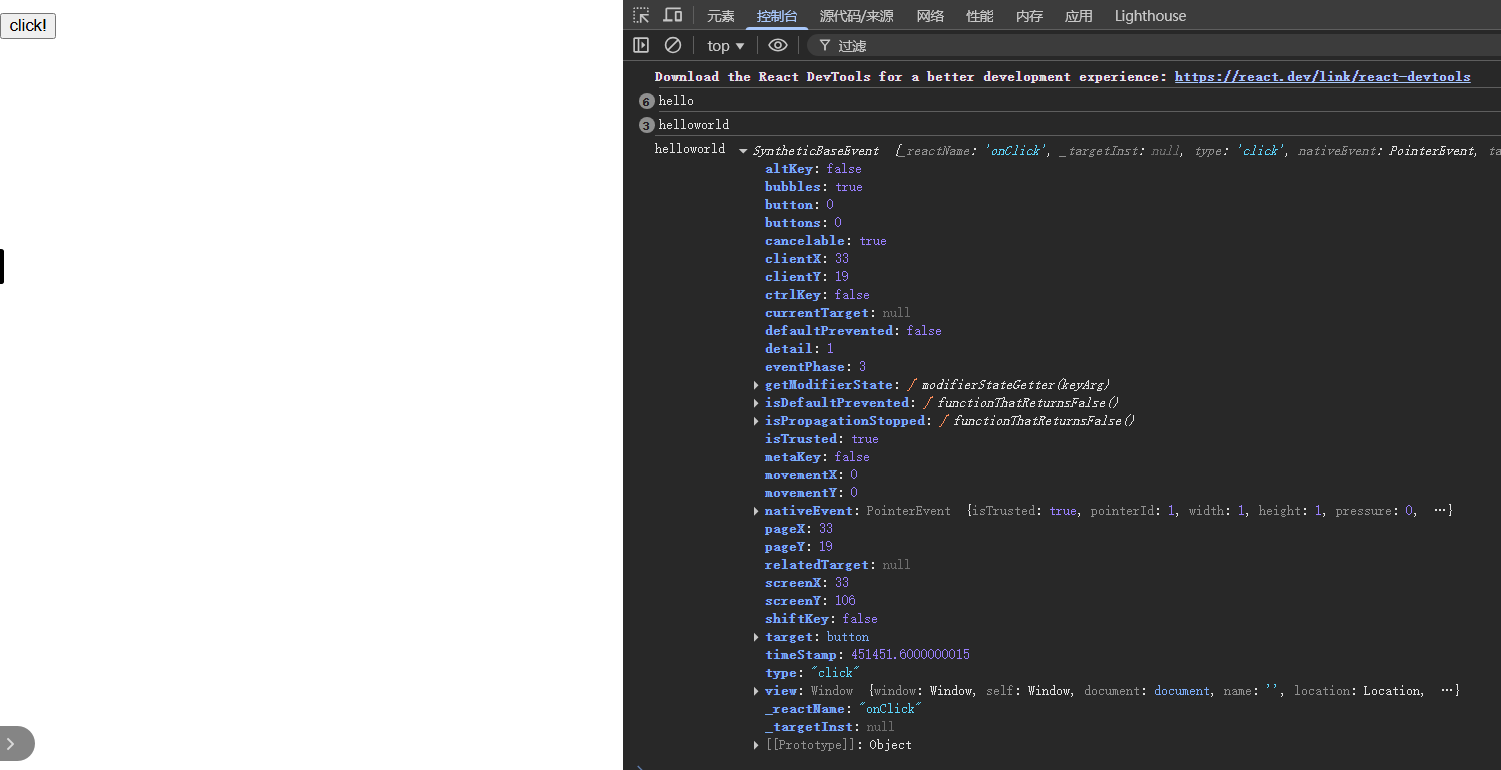 click!
元素 控制台 源代码/来源 网络 性能 内存 应用 Lighthouse
top ▼ 过滤
Download the React DevTools for a better development experience: https://react.dev/link/react-devtools
6 hello
3 helloworld
helloworld ▼ SyntheticBaseEvent {_reactName: 'onClick', _targetInst: null, type: 'click', nativeEvent: PointerEvent, ta
altKey: false
bubbles: true
button: 0
buttons: 0
cancelable: true
clientX: 33
clientY: 19
ctrlKey: false
currentTarget: null
defaultPrevented: false
detail: 1
eventPhase: 3
▶ getModifierState: ƒ modifierStateGetter(keyArg)
▶ isDefaultPrevented: ƒ functionThatReturnsFalse()
▶ isPropagationStopped: ƒ functionThatReturnsFalse()
isTrusted: true
metaKey: false
movementX: 0
movementY: 0
▶ nativeEvent: PointerEvent {isTrusted: true, pointerId: 1, width: 1, height: 1, pressure: 0, …}
pageX: 33
pageY: 19
relatedTarget: null
screenX: 33
screenY: 106
shiftKey: false
▶ target: button
timeStamp: 451451.6000000015
type: "click"
▶ view: Window {window: Window, self: Window, document: document, name: '', location: Location, …}
_reactName: "onClick"
_targetInst: null
▶ [[Prototype]]: Object